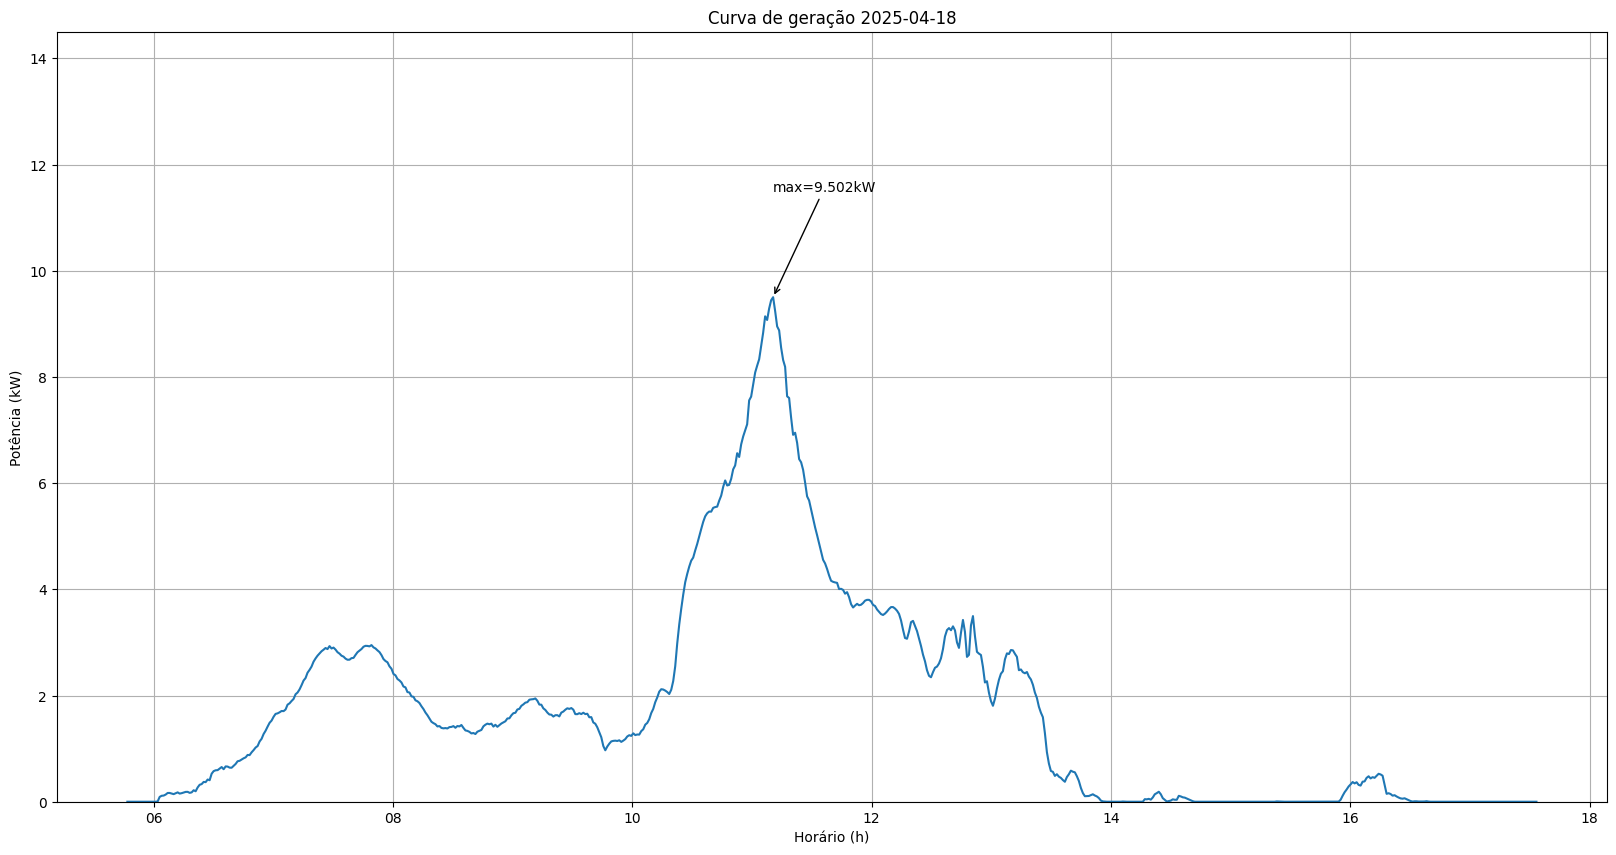 Curva de geração 2025-04-18
14
12
max=9.502kW
10
8
Potência (kW)
6
4
2
0
06 08 10 12 14 16 18
Horário (h)